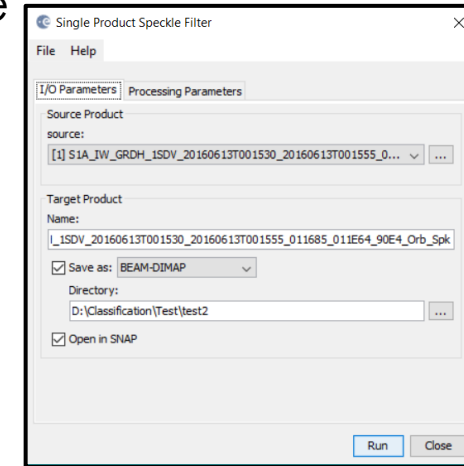 e
Single Product Speckle Filter
File Help
I/O Parameters Processing Parameters
Source Product
source:
[1] S1A_IW_GRDH_1SDV_20160613T001530_20160613T001555_0... ...
Target Product
Name:
I_1SDV_20160613T001530_20160613T001555_011685_011E64_90E4_Orb_Spk
Save as: BEAM-DIMAP
Directory:
D:\Classification\Test\test2 ...
Open in SNAP
Run Close